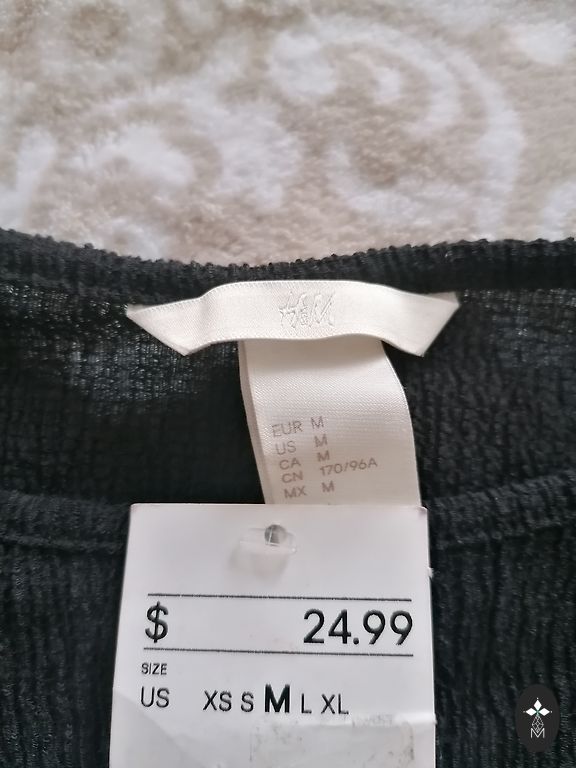 H&M
EUR M
US M
CA M
CN 170/96A
MX M
$ 24.99
SIZE
US XS S M L XL
M